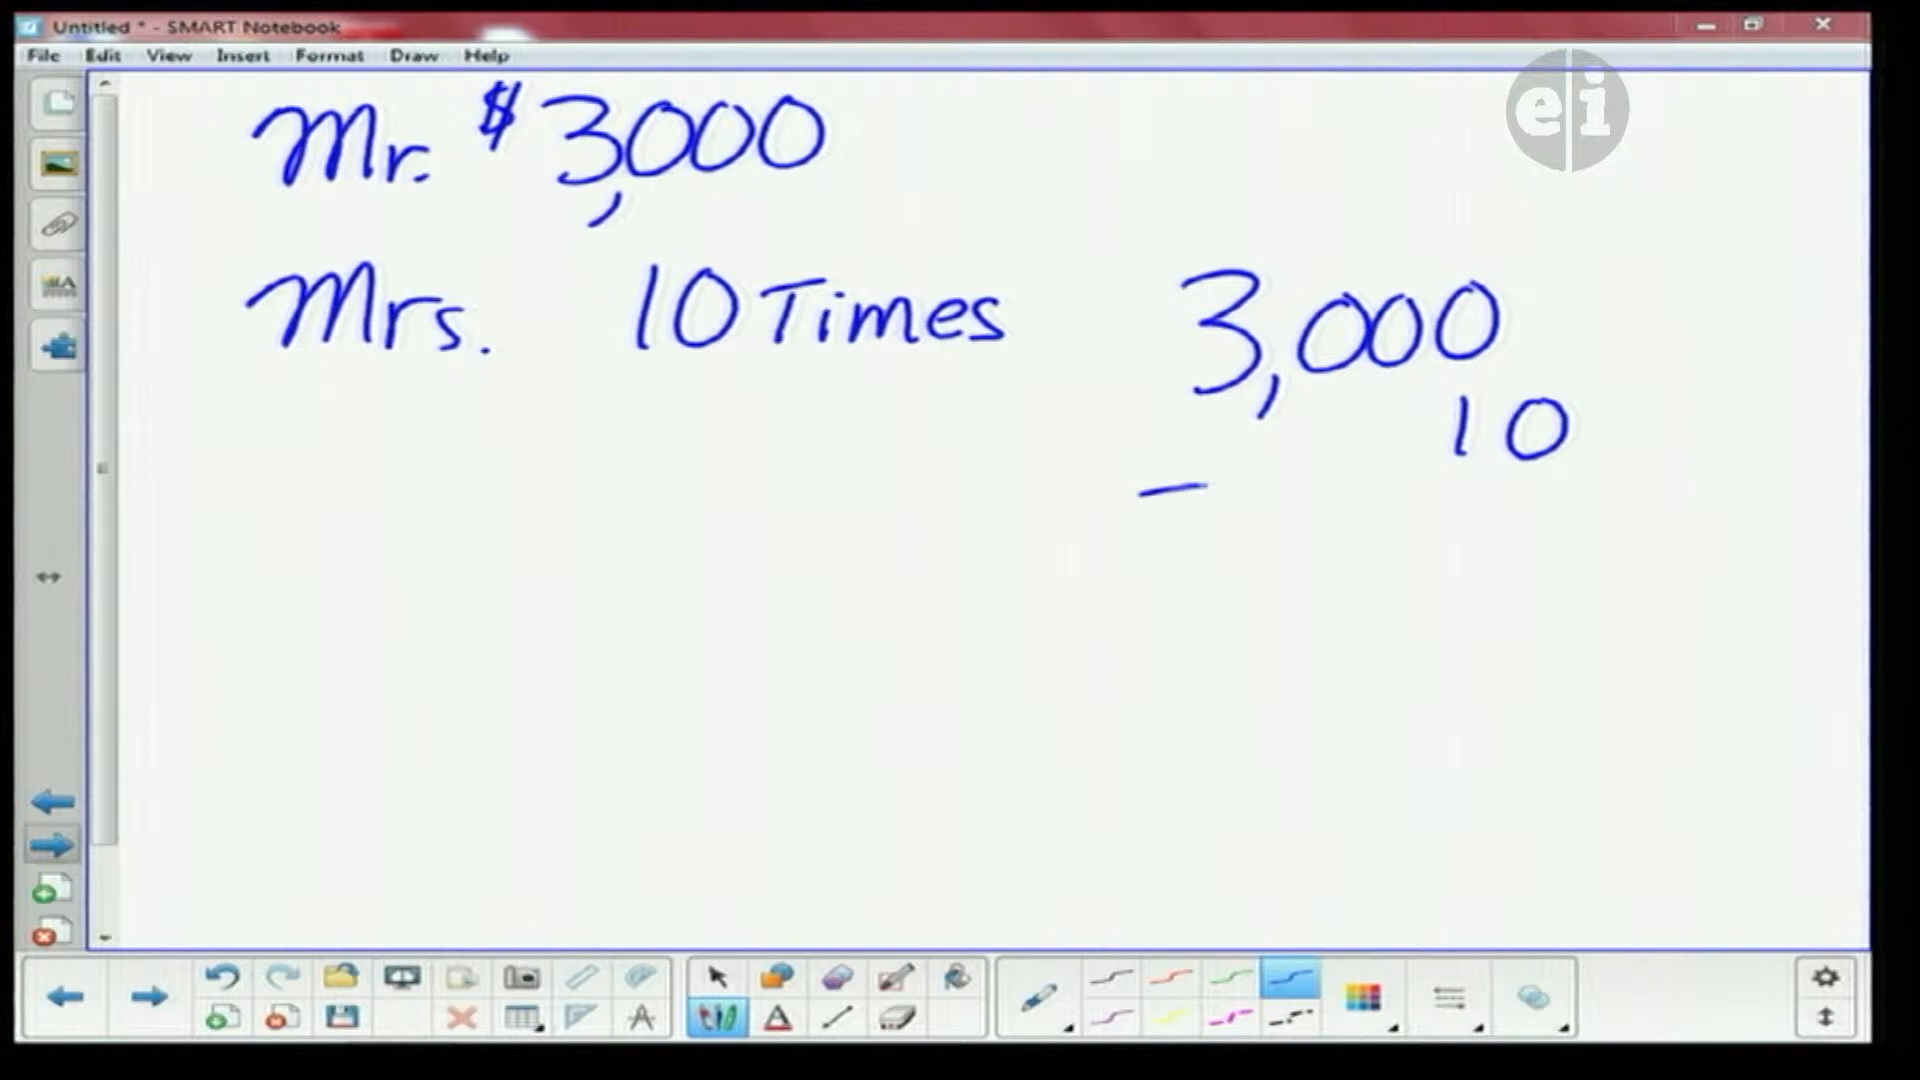 Untitled * - SMART Notebook
File Edit View Insert Format Draw Help
ei
Mr. $3,000
Mrs. 10 Times 3,000
10
—